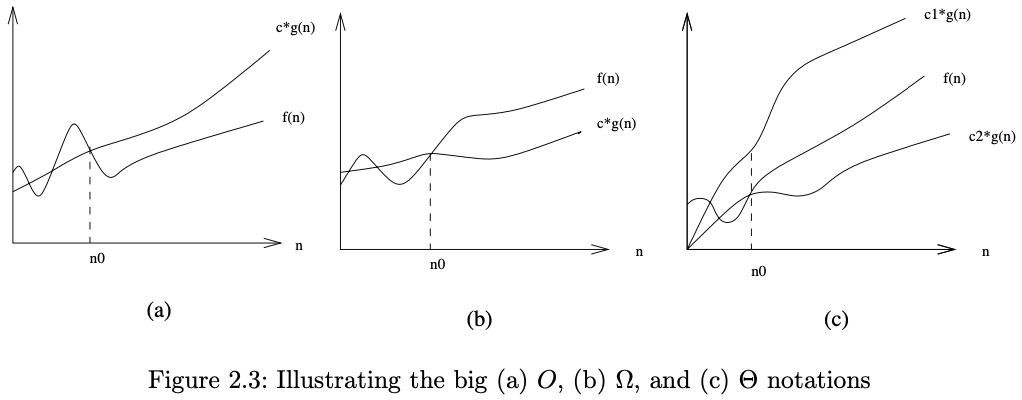 c*g(n)
f(n)
n
n0
(a)
f(n)
c*g(n)
n
n0
(b)
c1*g(n)
f(n)
c2*g(n)
n
n0
(c)
Figure 2.3: Illustrating the big (a) O, (b) Ω, and (c) Θ notations